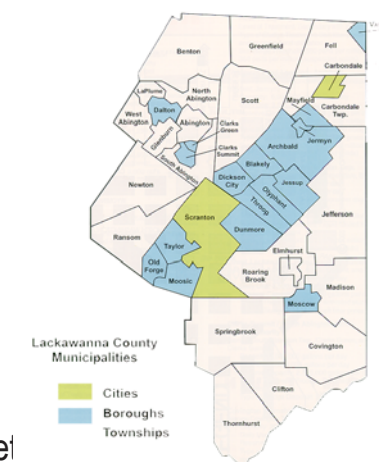 Benton
Greenfield
Fell
Carbondale
LaPlume
North
Abington
Scott
Mayfield
Carbondale
Twp.
Dalton
West
Abington
Abington
Clarks
Green
Glenburn
Clarks
Summit
South Abington
Archbald
Jermyn
Blakely
Dickson
City
Jessup
Olyphant
Throop
Newton
Scranton
Dunmore
Jefferson
Ransom
Taylor
Elmhurst
Old
Forge
Moosic
Roaring
Brook
Madison
Moscow
Springbrook
Covington
Lackawanna County
Municipalities
Clifton
Cities
Boroughs
Townships
Thornhurst